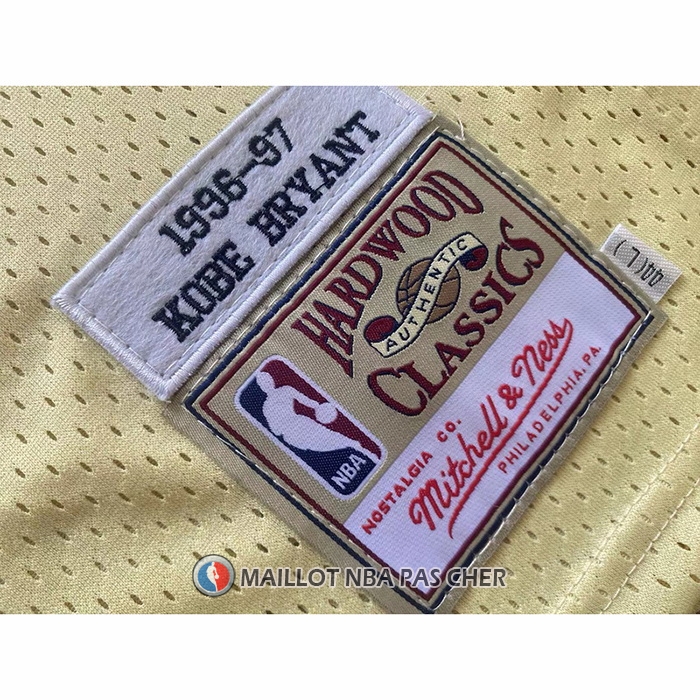 1996-97
KOBE BRYANT
HARDWOOD
AUTHENTIC
CLASSICS
NBA
NOSTALGIA CO.
Mitchell & Ness
PHILADELPHIA, PA.
MAILLOT NBA PAS CHER